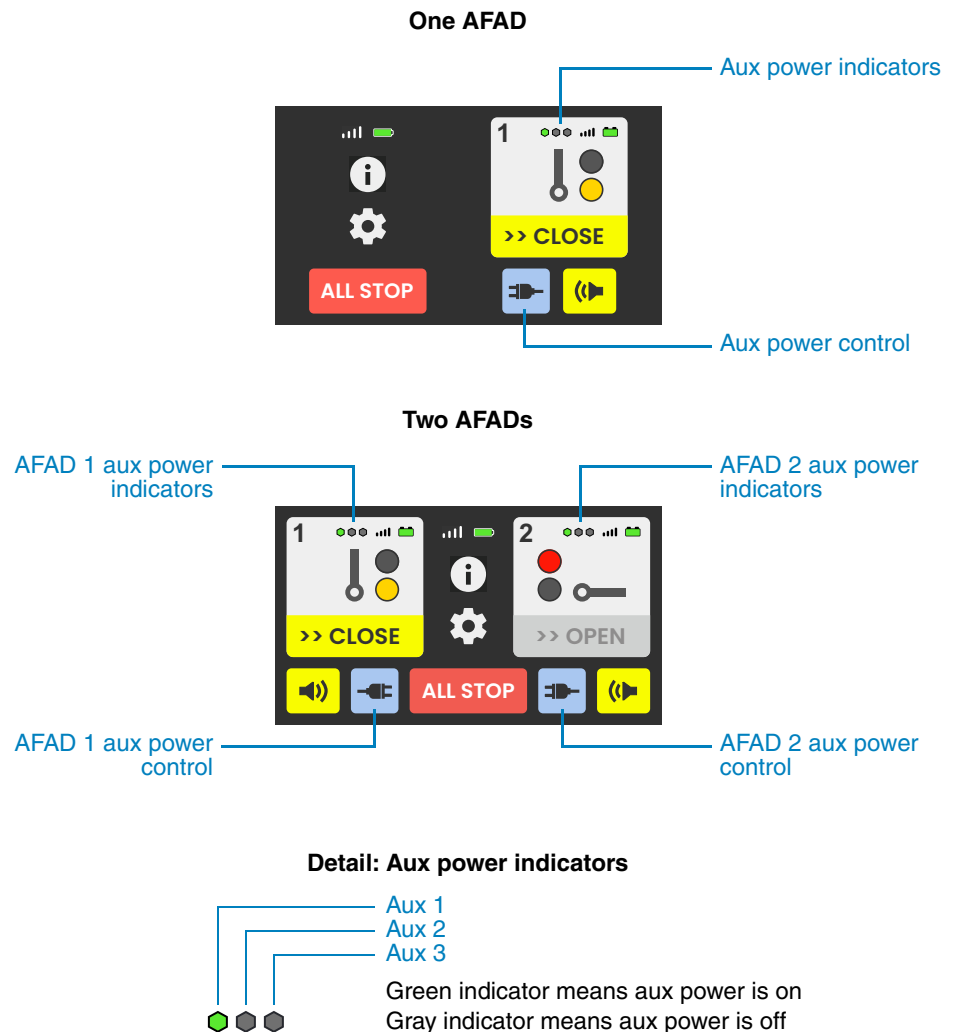 One AFAD
Aux power indicators
1
ALL STOP
>> CLOSE
Aux power control
Two AFADs
AFAD 1 aux power
indicators
AFAD 2 aux power
indicators
1
>> CLOSE
2
>> OPEN
ALL STOP
AFAD 1 aux power
control
AFAD 2 aux power
control
Detail: Aux power indicators
Aux 1
Aux 2
Aux 3
Green indicator means aux power is on
Gray indicator means aux power is off